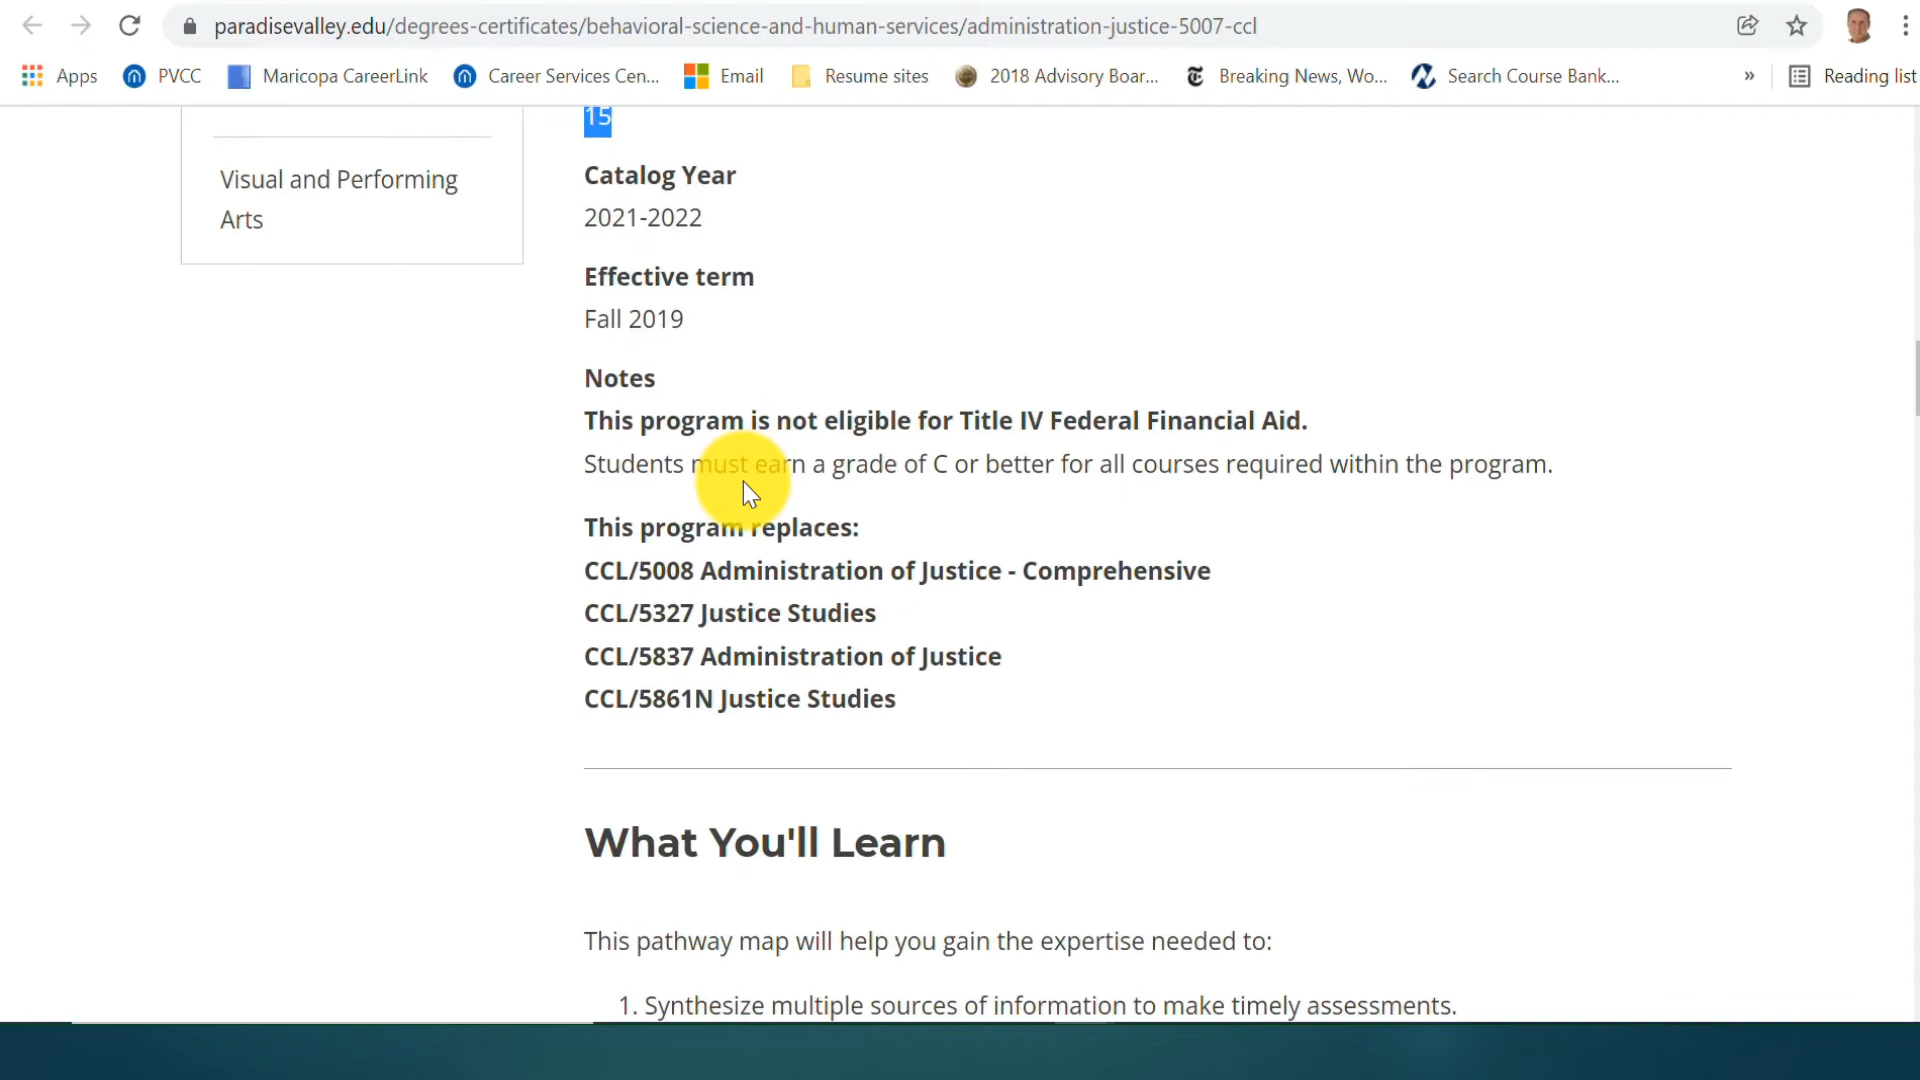 paradisevalley.edu/degrees-certificates/behavioral-science-and-human-services/administration-justice-5007-ccl
Apps PVCC Maricopa CareerLink Career Services Cen... Email Resume sites 2018 Advisory Boar... Breaking News, Wo... Search Course Bank... » Reading list
Visual and Performing
Arts
15
Catalog Year
2021-2022
Effective term
Fall 2019
Notes
This program is not eligible for Title IV Federal Financial Aid.
Students must earn a grade of C or better for all courses required within the program.
This program replaces:
CCL/5008 Administration of Justice - Comprehensive
CCL/5327 Justice Studies
CCL/5837 Administration of Justice
CCL/5861N Justice Studies
What You'll Learn
This pathway map will help you gain the expertise needed to:
1. Synthesize multiple sources of information to make timely assessments.